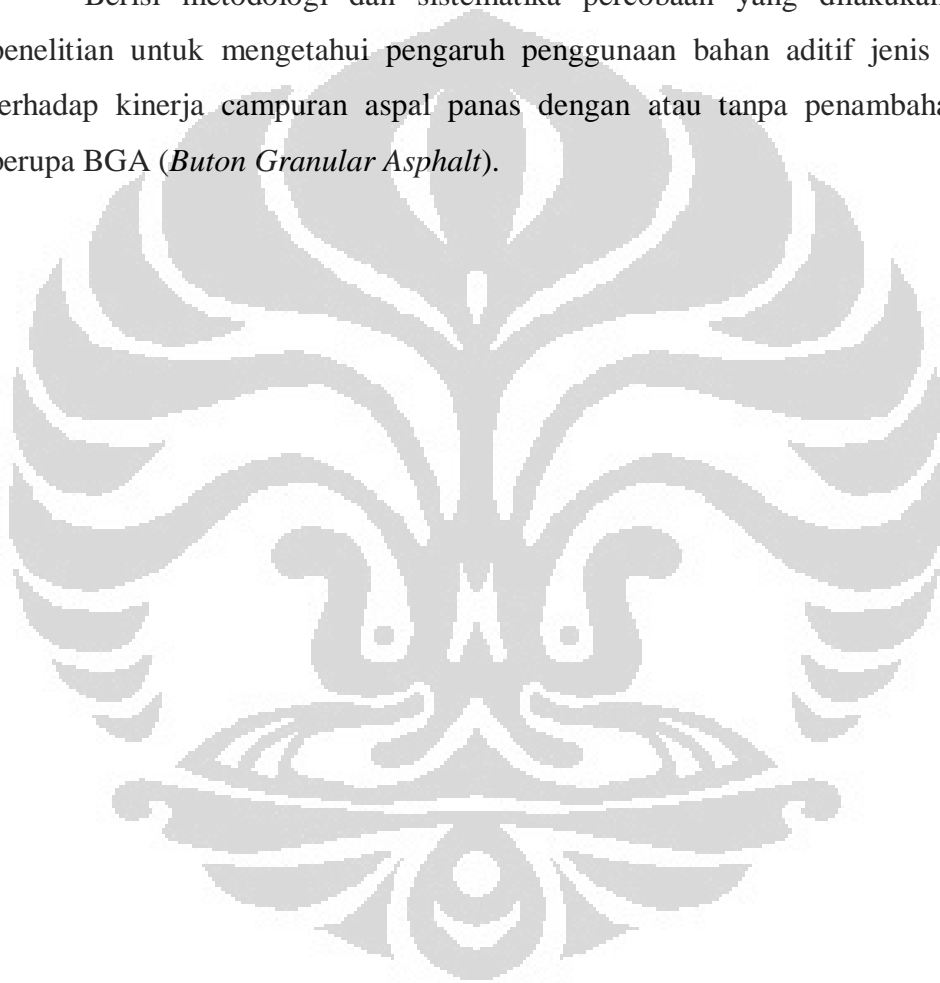 Berisi metodologi dan sistematika percobaan yang dilakukan
penelitian untuk mengetahui pengaruh penggunaan bahan aditif jenis
terhadap kinerja campuran aspal panas dengan atau tanpa penambaha
berupa BGA (Buton Granular Asphalt).